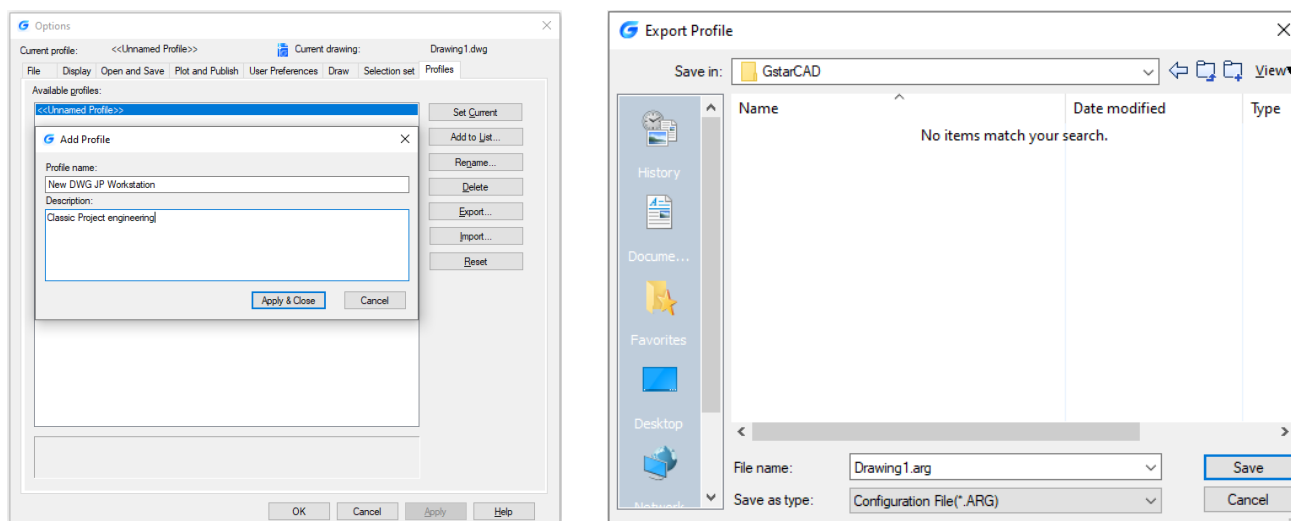 Options
Current profile: <<Unnamed Profile>> Current drawing: Drawing1.dwg
File Display Open and Save Plot and Publish User Preferences Draw Selection set Profiles
Available profiles:
<<Unnamed Profile>>
Set Current
Add to List...
Rename...
Delete
Export...
Import...
Reset
Add Profile
Profile name:
New DWG JP Workstation
Description:
Classic Project engineering
Apply & Close Cancel
OK Cancel Apply Help
Export Profile
Save in: GstarCAD View
History
Docume...
Favorites
Desktop
Network
Name Date modified Type
No items match your search.
File name: Drawing1.arg Save
Save as type: Configuration File(*.ARG) Cancel